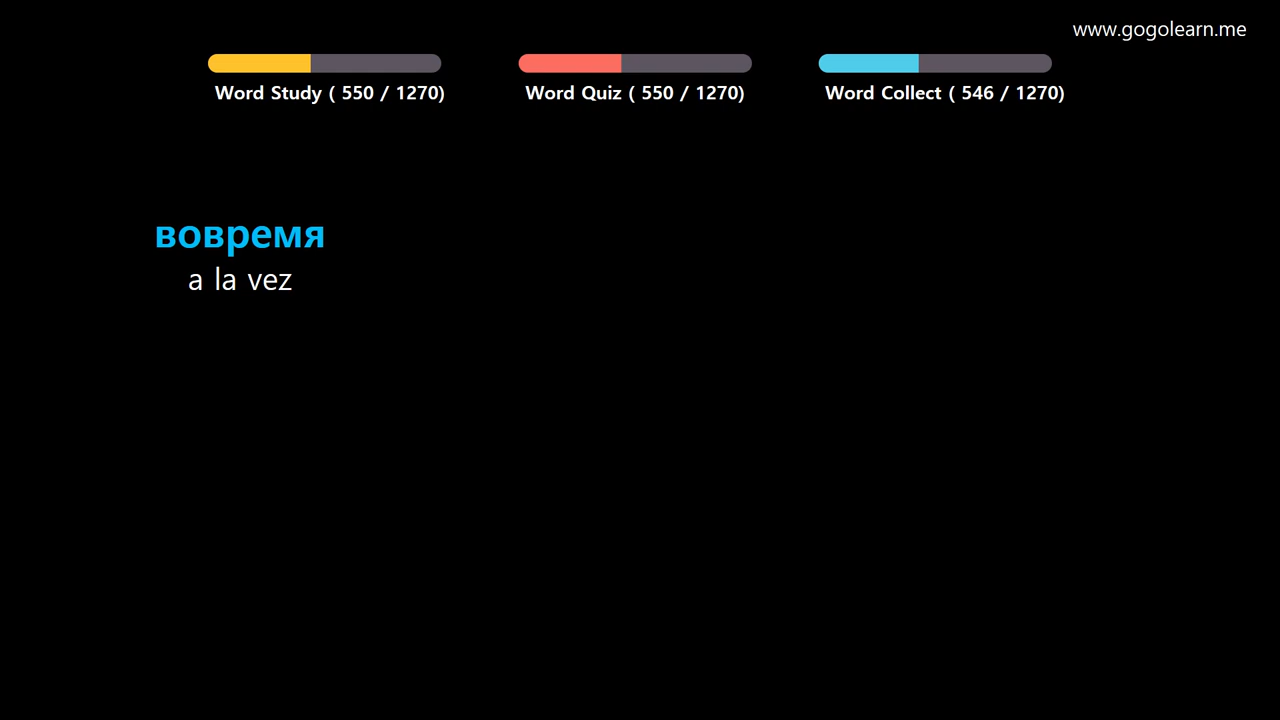 www.gogolearn.me
Word Study ( 550 / 1270)
Word Quiz ( 550 / 1270)
Word Collect ( 546 / 1270)
вовремя
a la vez